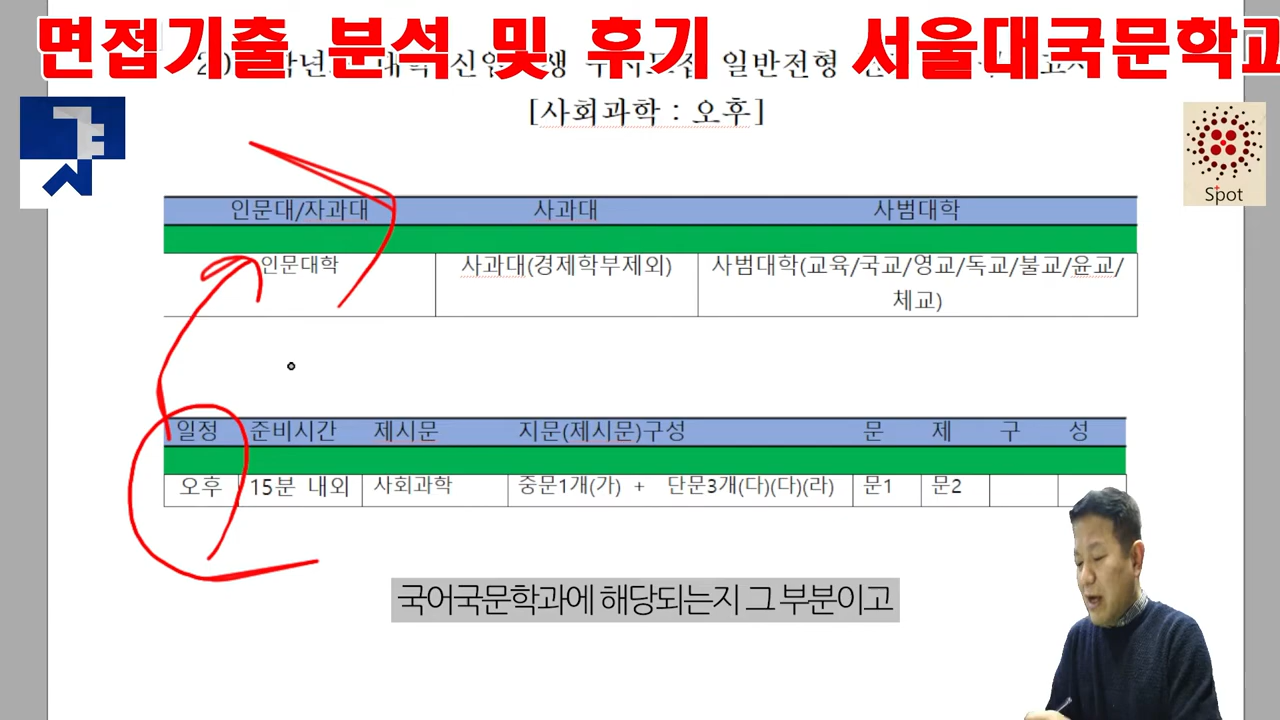 면접기출 분석 및 후기 서울대국문학과
일반전형
[사회과학 : 오후]
Spot
인문대/자과대 사과대 사범대학
인문대학 사과대(경제학부제외) 사범대학(교육/국교/영교/독교/불교/윤교/
체교)
일정 준비시간 제시문 지문(제시문)구성 문 제 구 성
오후 15분 내외 사회과학 중문1개(가) + 단문3개(다)(다)(라) 문1 문2
국어국문학과에 해당되는지 그 부분이고